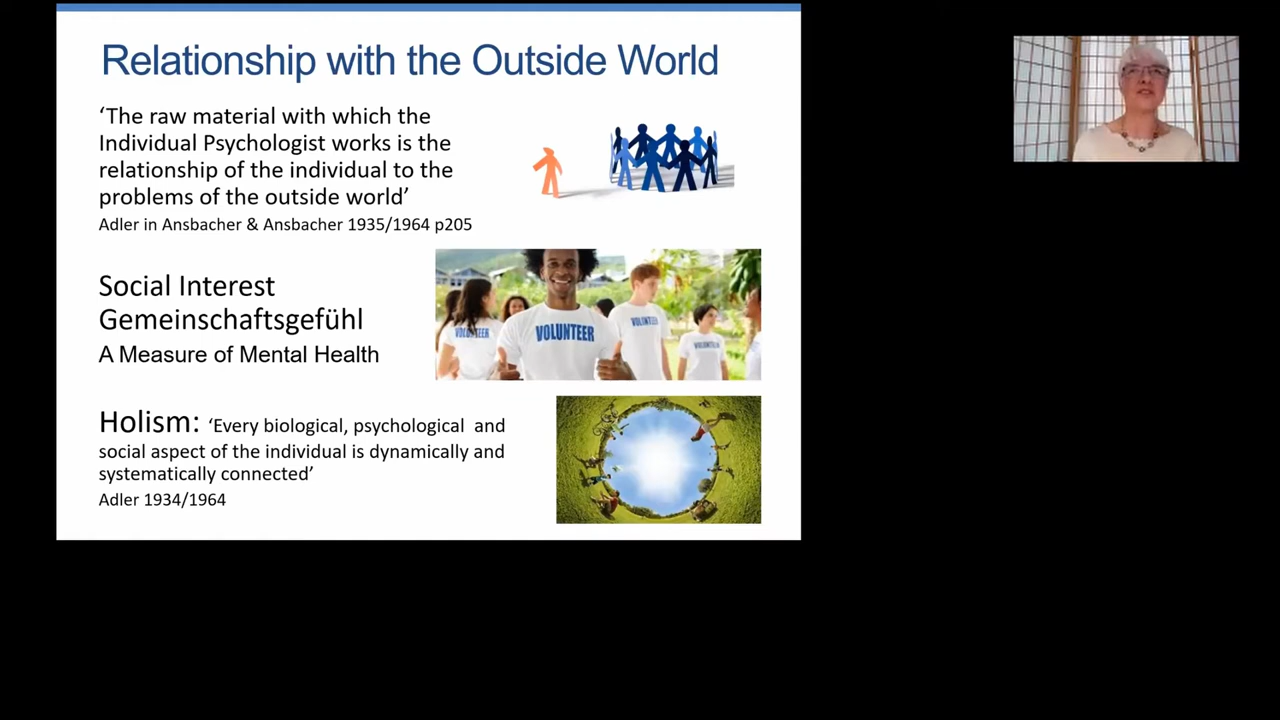 Relationship with the Outside World
‘The raw material with which the
Individual Psychologist works is the
relationship of the individual to the
problems of the outside world’
Adler in Ansbacher & Ansbacher 1935/1964 p205
Social Interest
Gemeinschaftsgefühl
A Measure of Mental Health
VOLUNTEER
VOLUNTEER
VOLUNTEER
VOLUNTEER
Holism: ‘Every biological, psychological and
social aspect of the individual is dynamically and
systematically connected’
Adler 1934/1964